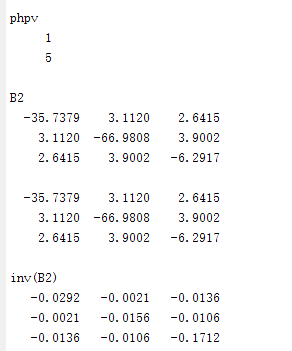 phpv
1
5
B2
-35.7379 3.1120 2.6415
3.1120 -66.9808 3.9002
2.6415 3.9002 -6.2917
-35.7379 3.1120 2.6415
3.1120 -66.9808 3.9002
2.6415 3.9002 -6.2917
inv(B2)
-0.0292 -0.0021 -0.0136
-0.0021 -0.0156 -0.0106
-0.0136 -0.0106 -0.1712